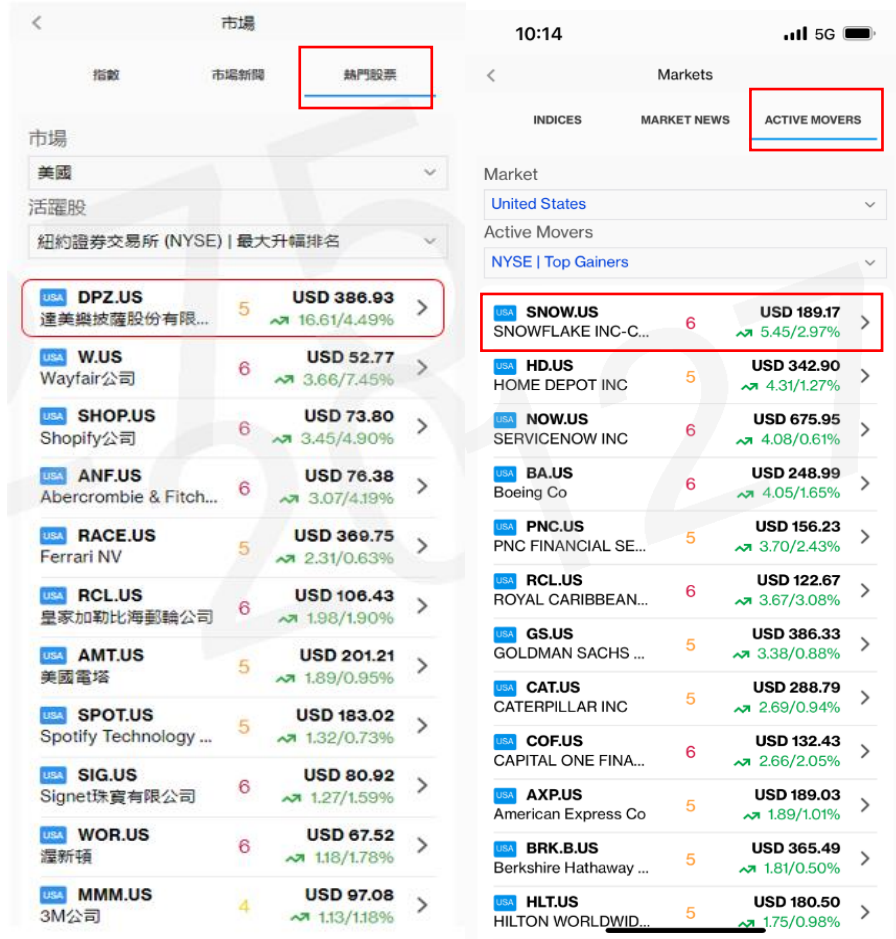 市場
指數 市場新聞 熱門股票
市場
美國
活躍股
紐約證券交易所 (NYSE) | 最大升幅排名
USA DPZ.US 5 USD 386.93
達美樂披薩股份有限... 16.61/4.49%
USA W.US 6 USD 52.77
Wayfair公司 3.66/7.45%
USA SHOP.US 6 USD 73.80
Shopify公司 3.45/4.90%
USA ANF.US 6 USD 76.38
Abercrombie & Fitch... 3.07/4.19%
USA RACE.US 5 USD 369.75
Ferrari NV 2.31/0.63%
USA RCL.US 6 USD 106.43
皇家加勒比海郵輪公司 1.98/1.90%
USA AMT.US 5 USD 201.21
美國電塔 1.89/0.95%
USA SPOT.US 5 USD 183.02
Spotify Technology ... 1.32/0.73%
USA SIG.US 6 USD 80.92
Signet珠寶有限公司 1.27/1.59%
USA WOR.US 6 USD 67.52
渥新頓 1.18/1.78%
USA MMM.US 4 USD 97.08
3M公司 1.13/1.18%
10:14 5G
Markets
INDICES MARKET NEWS ACTIVE MOVERS
Market
United States
Active Movers
NYSE | Top Gainers
USA SNOW.US 6 USD 189.17
SNOWFLAKE INC-C... 5.45/2.97%
USA HD.US 5 USD 342.90
HOME DEPOT INC 4.31/1.27%
USA NOW.US 6 USD 675.95
SERVICENOW INC 4.08/0.61%
USA BA.US 6 USD 248.99
Boeing Co 4.05/1.65%
USA PNC.US 5 USD 156.23
PNC FINANCIAL SE... 3.70/2.43%
USA RCL.US 6 USD 122.67
ROYAL CARIBBEAN... 3.67/3.08%
USA GS.US 5 USD 386.33
GOLDMAN SACHS ... 3.38/0.88%
USA CAT.US 5 USD 288.79
CATERPILLAR INC 2.69/0.94%
USA COF.US 6 USD 132.43
CAPITAL ONE FINA... 2.66/2.05%
USA AXP.US 5 USD 189.03
American Express Co 1.89/1.01%
USA BRK.B.US 5 USD 365.49
Berkshire Hathaway ... 1.81/0.50%
USA HLT.US 5 USD 180.50
HILTON WORLDWID... 1.75/0.98%